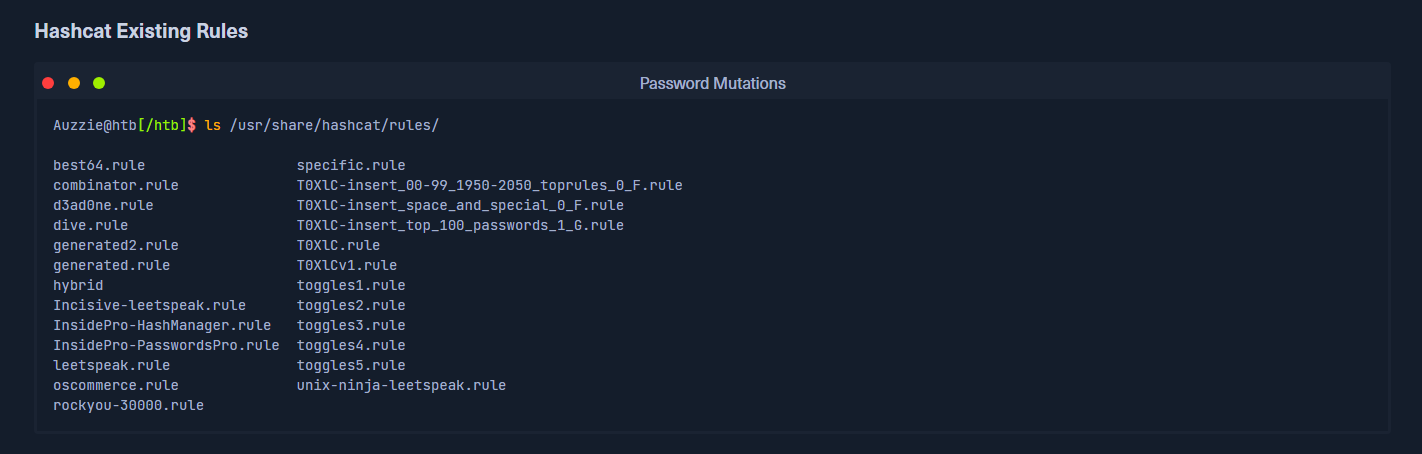 Hashcat Existing Rules
Password Mutations
Auzzie@htb[/htb]$ ls /usr/share/hashcat/rules/
best64.rule                  specific.rule
combinator.rule              T0XlC-insert_00-99_1950-2050_toprules_0_F.rule
d3ad0ne.rule                 T0XlC-insert_space_and_special_0_F.rule
dive.rule                    T0XlC-insert_top_100_passwords_1_G.rule
generated2.rule              T0XlC.rule
generated.rule               T0XlCv1.rule
hybrid                       toggles1.rule
Incisive-leetspeak.rule      toggles2.rule
InsidePro-HashManager.rule   toggles3.rule
InsidePro-PasswordsPro.rule  toggles4.rule
leetspeak.rule               toggles5.rule
oscommerce.rule              unix-ninja-leetspeak.rule
rockyou-30000.rule